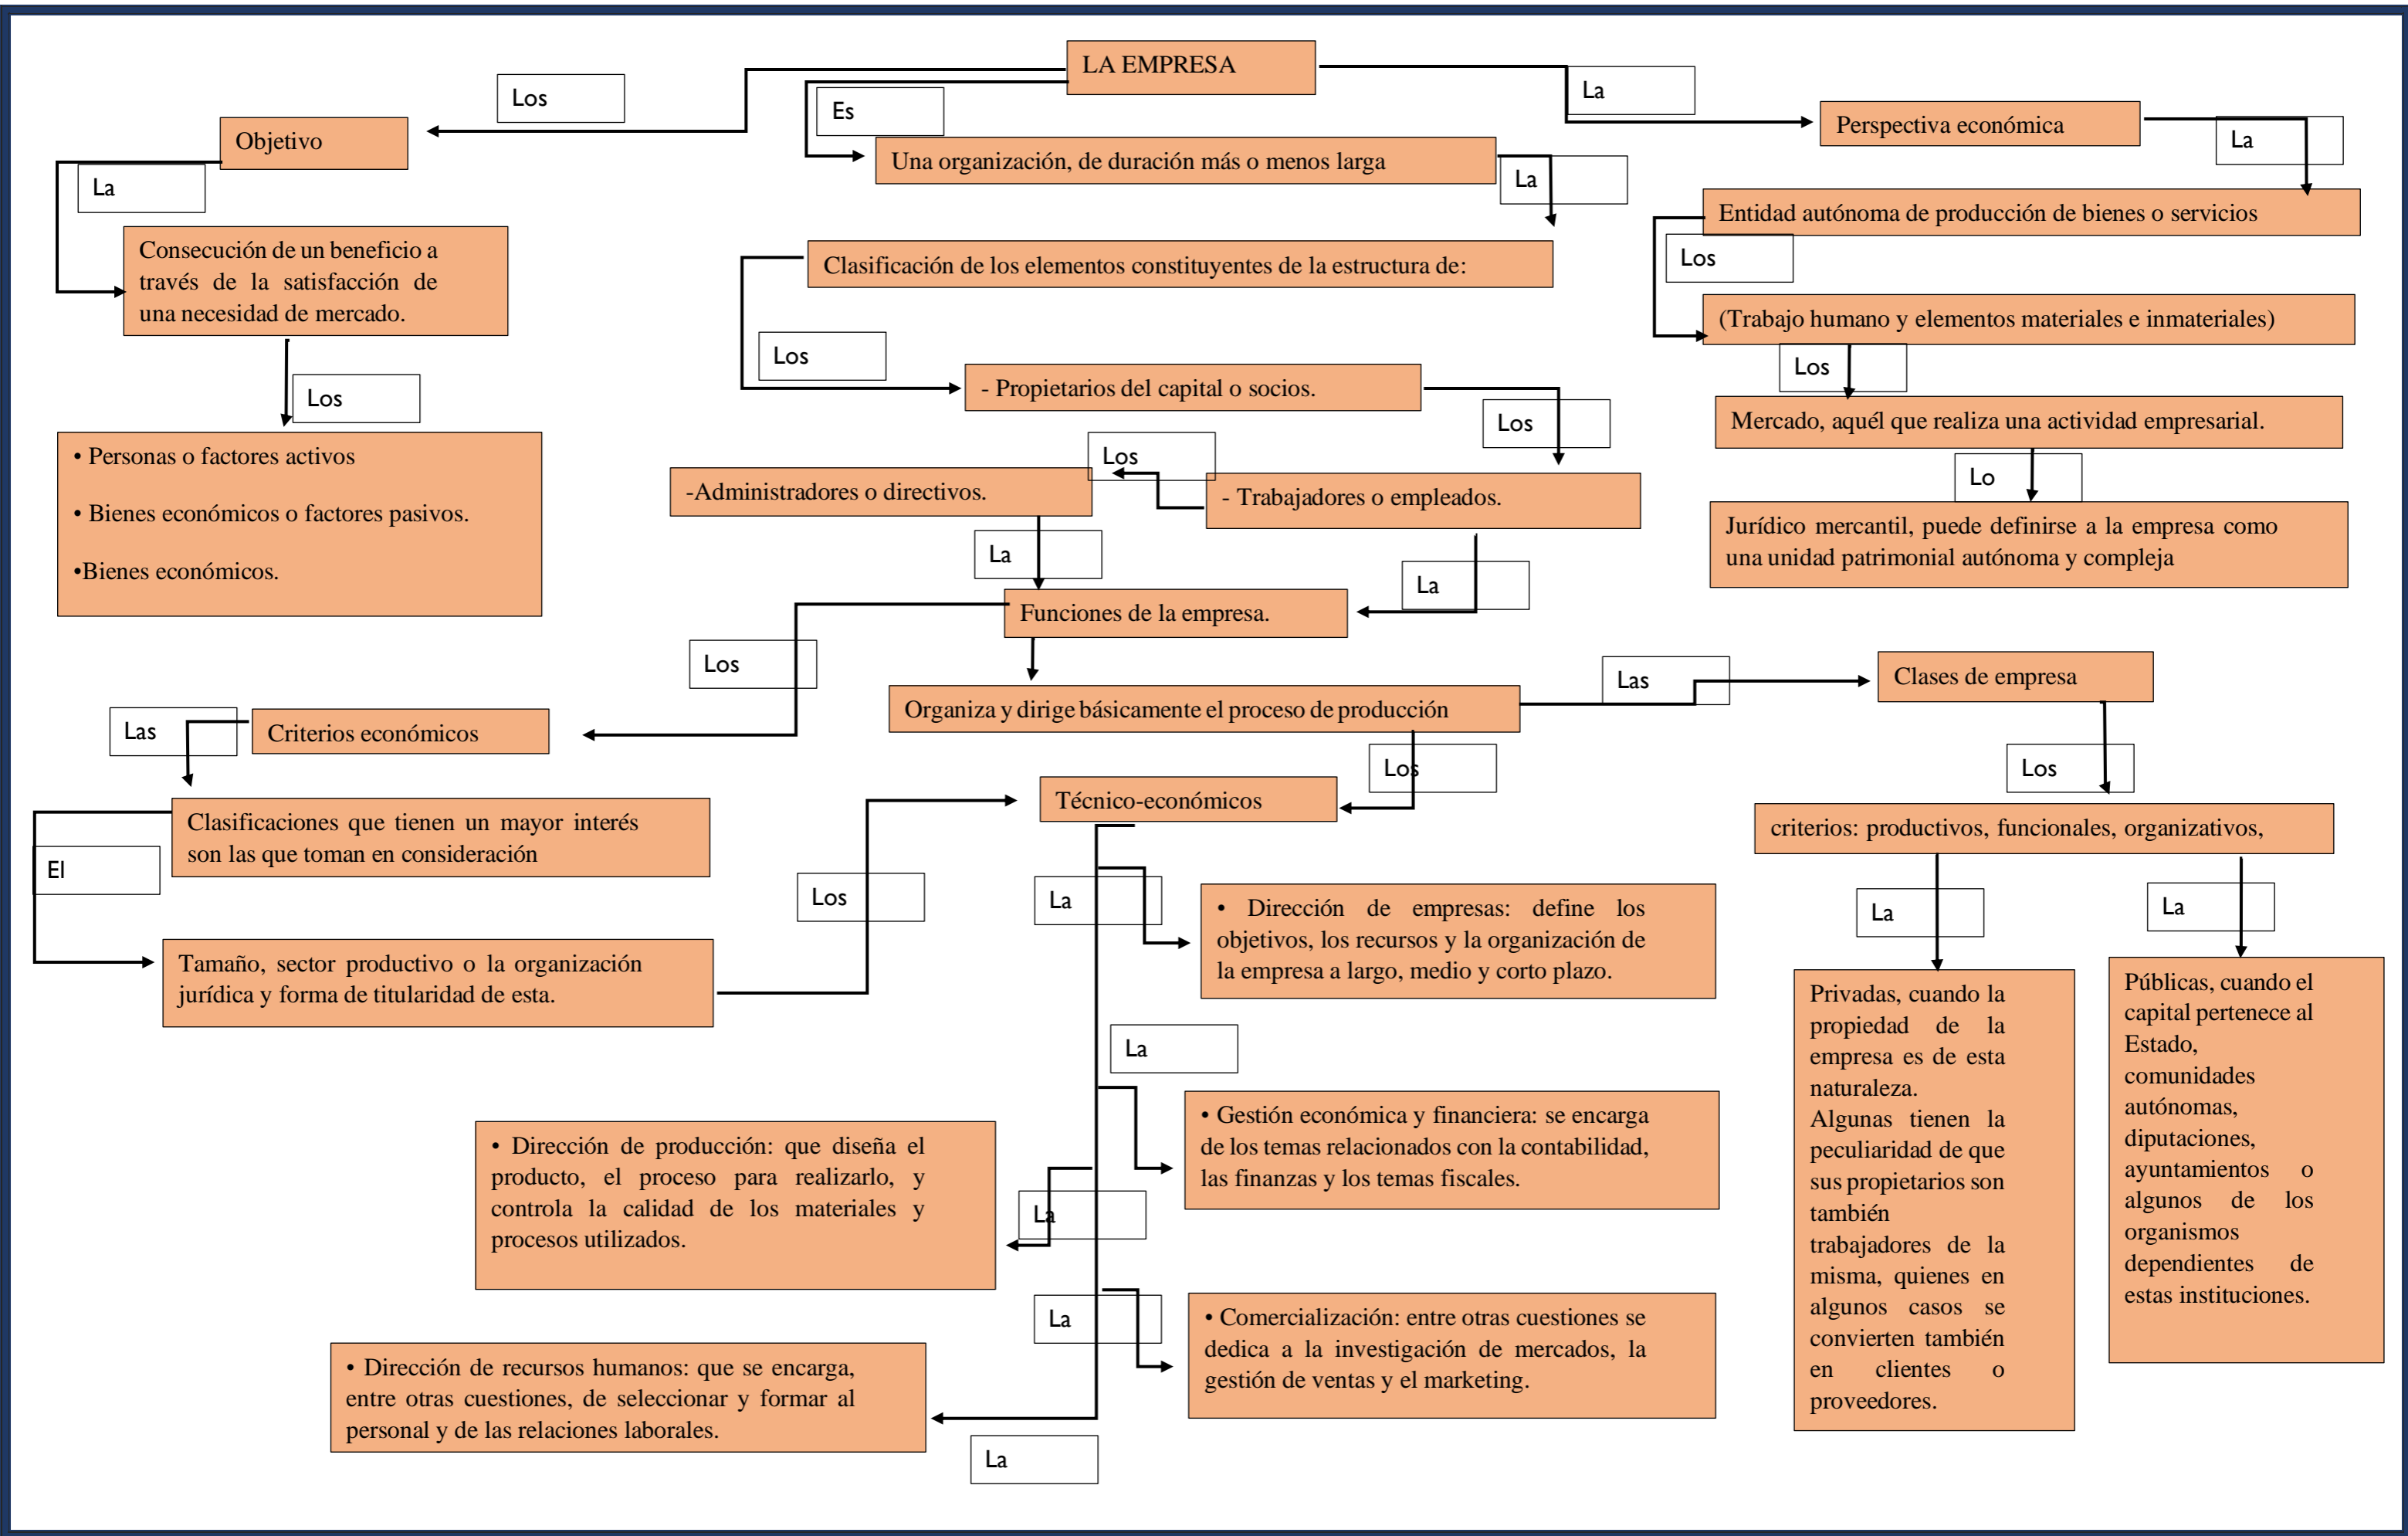 LA EMPRESA
Los
Es
La
Objetivo
Una organización, de duración más o menos larga
Perspectiva económica
La
La
La
Consecución de un beneficio a
través de la satisfacción de
una necesidad de mercado.
Clasificación de los elementos constituyentes de la estructura de:
Entidad autónoma de producción de bienes o servicios
Los
(Trabajo humano y elementos materiales e inmateriales)
Los
Los
- Propietarios del capital o socios.
Los
Mercado, aquél que realiza una actividad empresarial.
Los
Los
• Personas o factores activos
• Bienes económicos o factores pasivos.
•Bienes económicos.
-Administradores o directivos.
- Trabajadores o empleados.
Lo
Jurídico mercantil, puede definirse a la empresa como
una unidad patrimonial autónoma y compleja
La
La
Funciones de la empresa.
Los
Organiza y dirige básicamente el proceso de producción
Las
Clases de empresa
Las
Criterios económicos
Los
Los
Clasificaciones que tienen un mayor interés
son las que toman en consideración
Técnico-económicos
criterios: productivos, funcionales, organizativos,
El
Los
La
La
La
Tamaño, sector productivo o la organización
jurídica y forma de titularidad de esta.
• Dirección de empresas: define los
objetivos, los recursos y la organización de
la empresa a largo, medio y corto plazo.
Privadas, cuando la
propiedad de la
empresa es de esta
naturaleza.
Algunas tienen la
peculiaridad de que
sus propietarios son
también
trabajadores de la
misma, quienes en
algunos casos se
convierten también
en clientes o
proveedores.
Públicas, cuando el
capital pertenece al
Estado,
comunidades
autónomas,
diputaciones,
ayuntamientos o
algunos de los
organismos
dependientes de
estas instituciones.
La
• Gestión económica y financiera: se encarga
de los temas relacionados con la contabilidad,
las finanzas y los temas fiscales.
• Dirección de producción: que diseña el
producto, el proceso para realizarlo, y
controla la calidad de los materiales y
procesos utilizados.
La
La
• Comercialización: entre otras cuestiones se
dedica a la investigación de mercados, la
gestión de ventas y el marketing.
• Dirección de recursos humanos: que se encarga,
entre otras cuestiones, de seleccionar y formar al
personal y de las relaciones laborales.
La